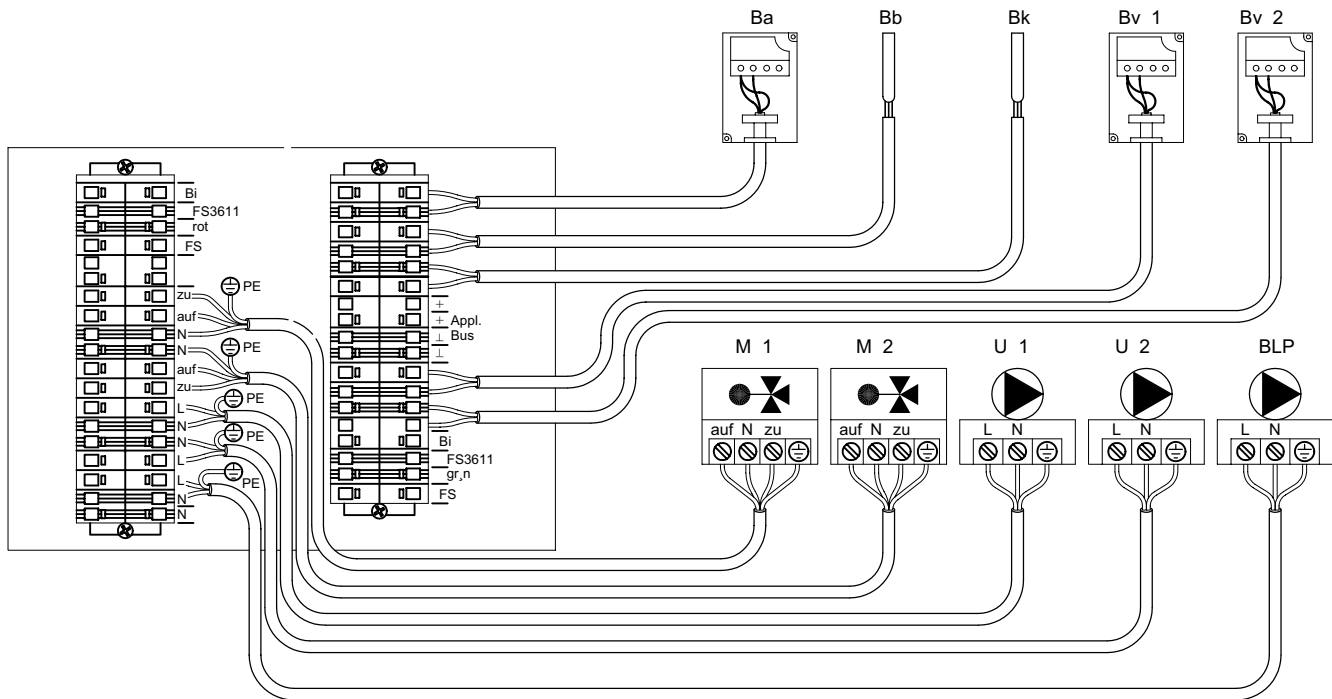 Ba Bb Bk Bv 1 Bv 2
Bi
FS3611
rot
FS
zu PE
auf
N
N PE
auf
zu
L PE
N
N PE
L
L PE
N
N
+
+ Appl.
⊥ Bus
⊥
Bi
FS3611
gr¸n
FS
M 1 M 2 U 1 U 2 BLP
auf N zu auf N zu L N L N L N